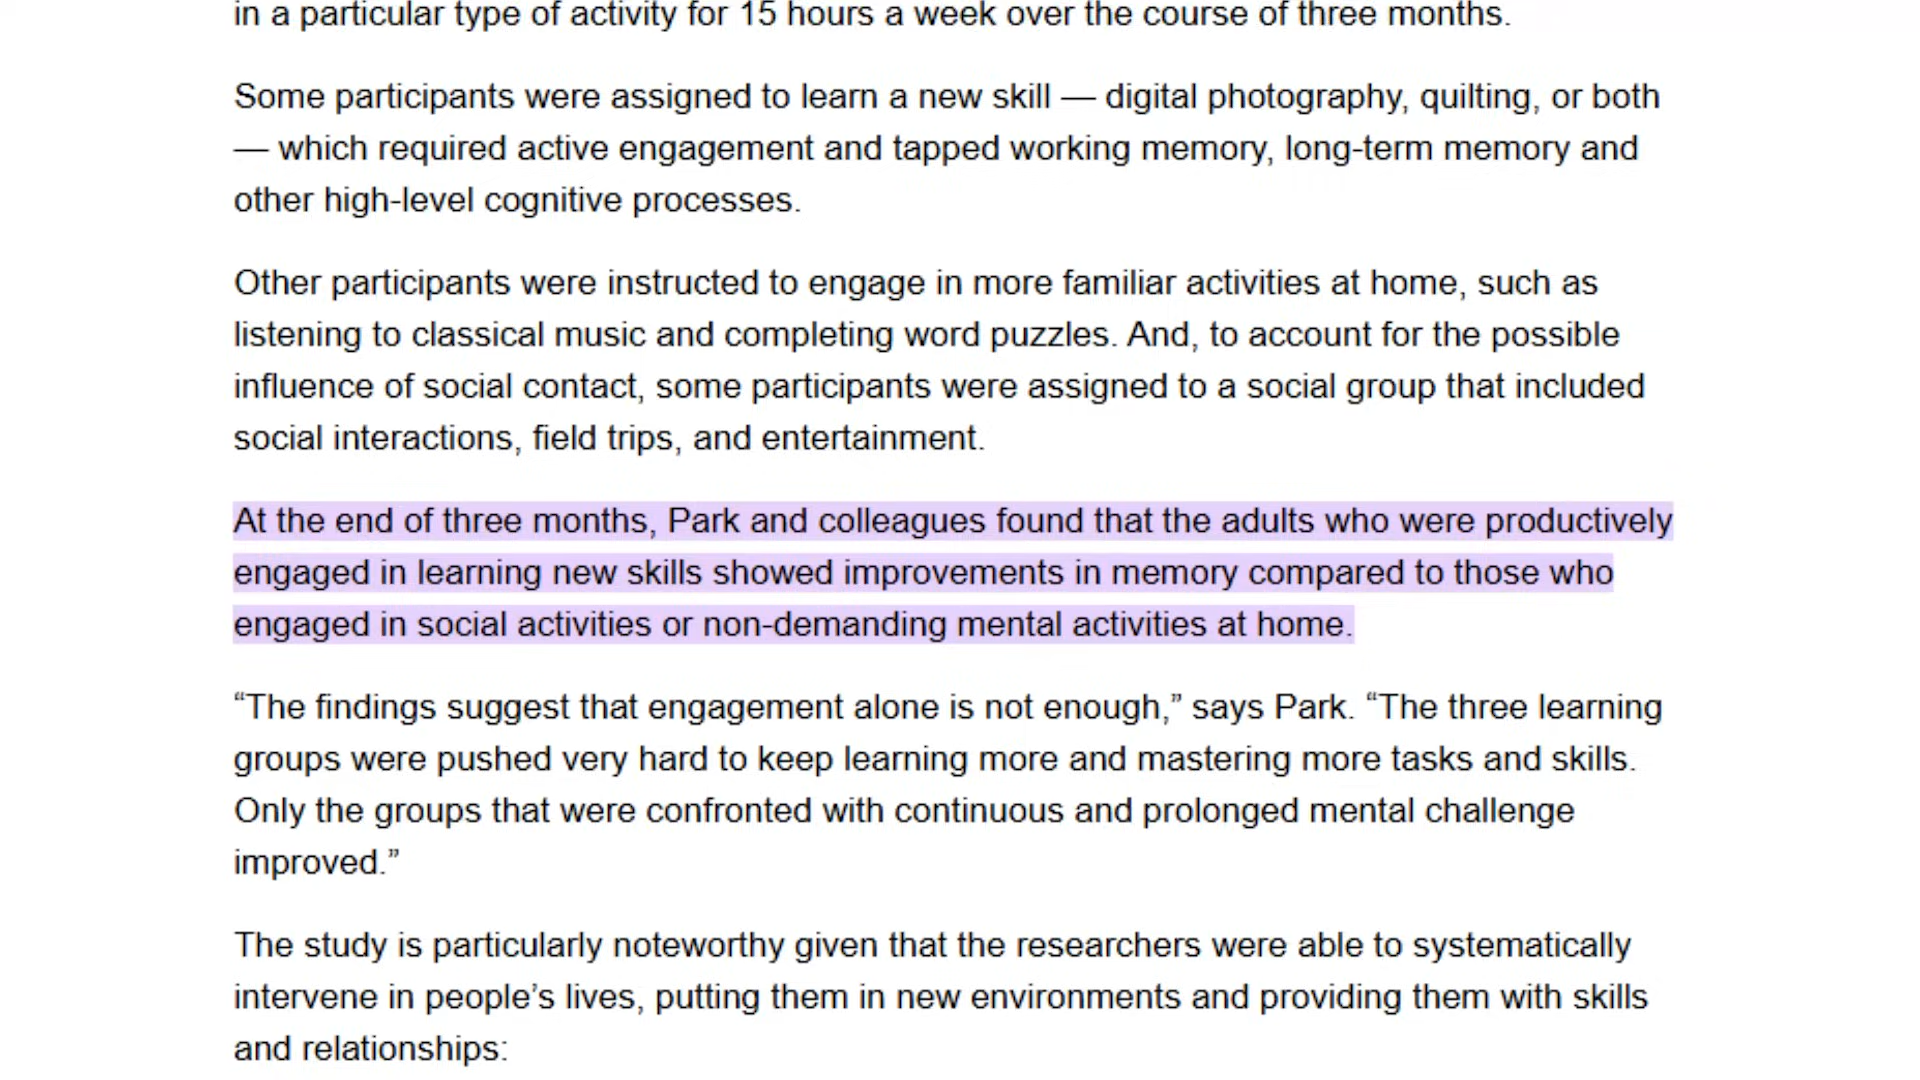 in a particular type of activity for 15 hours a week over the course of three months.
Some participants were assigned to learn a new skill — digital photography, quilting, or both
— which required active engagement and tapped working memory, long-term memory and
other high-level cognitive processes.
Other participants were instructed to engage in more familiar activities at home, such as
listening to classical music and completing word puzzles. And, to account for the possible
influence of social contact, some participants were assigned to a social group that included
social interactions, field trips, and entertainment.
At the end of three months, Park and colleagues found that the adults who were productively
engaged in learning new skills showed improvements in memory compared to those who
engaged in social activities or non-demanding mental activities at home.
“The findings suggest that engagement alone is not enough,” says Park. “The three learning
groups were pushed very hard to keep learning more and mastering more tasks and skills.
Only the groups that were confronted with continuous and prolonged mental challenge
improved.”
The study is particularly noteworthy given that the researchers were able to systematically
intervene in people’s lives, putting them in new environments and providing them with skills
and relationships: